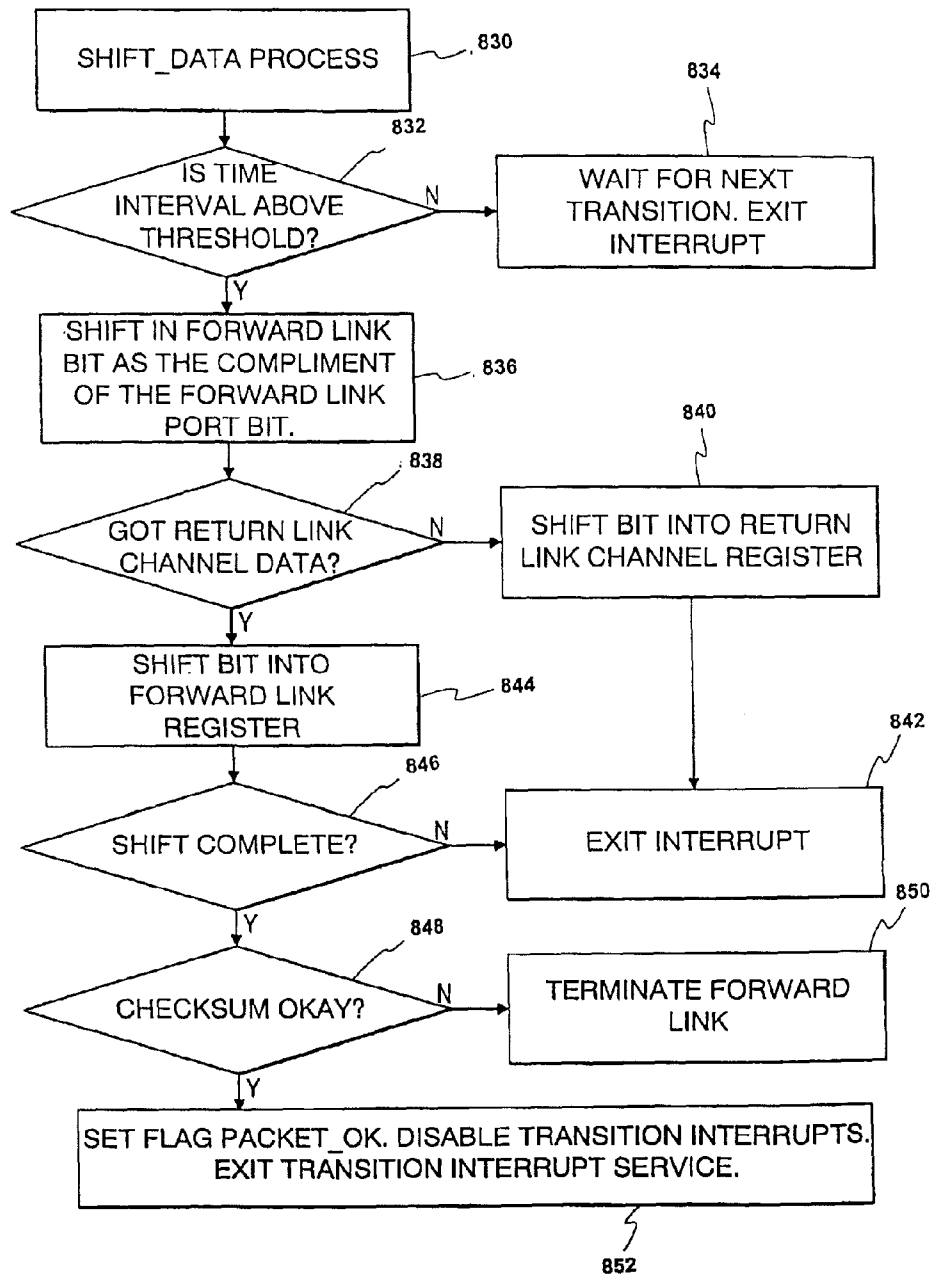 SHIFT_DATA PROCESS
830
832
IS TIME
INTERVAL ABOVE
THRESHOLD?
N
Y
834
WAIT FOR NEXT
TRANSITION. EXIT
INTERRUPT
SHIFT IN FORWARD LINK
BIT AS THE COMPLIMENT
OF THE FORWARD LINK
PORT BIT.
836
838
GOT RETURN LINK
CHANNEL DATA?
N
Y
840
SHIFT BIT INTO RETURN
LINK CHANNEL REGISTER
SHIFT BIT INTO
FORWARD LINK
REGISTER
844
846
SHIFT COMPLETE?
N
Y
842
EXIT INTERRUPT
848
CHECKSUM OKAY?
N
Y
850
TERMINATE FORWARD
LINK
SET FLAG PACKET_OK. DISABLE TRANSITION INTERRUPTS.
EXIT TRANSITION INTERRUPT SERVICE.
852